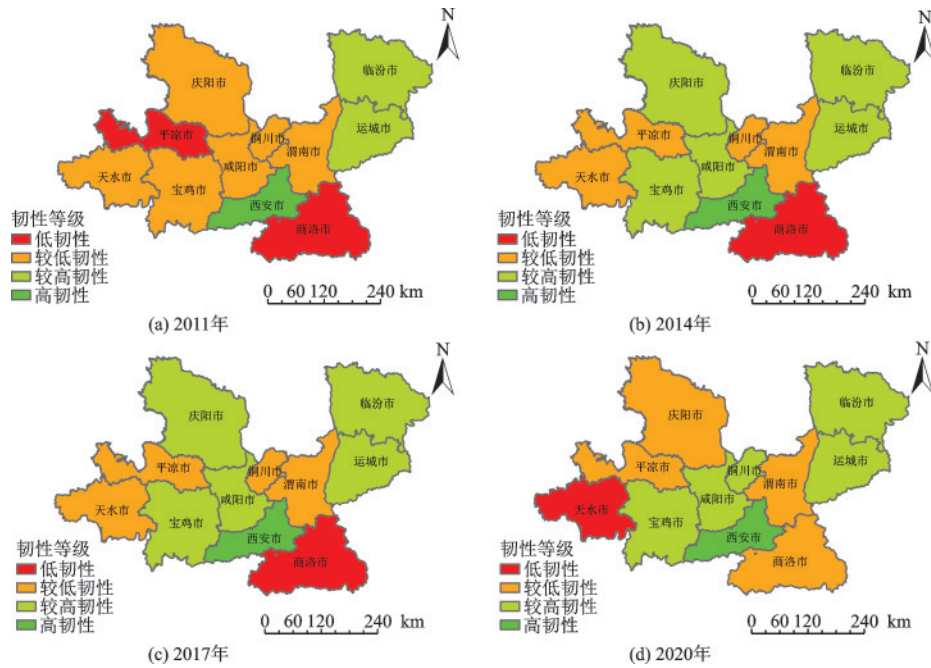 N
庆阳市
临汾市
平凉市
铜川市
运城市
渭南市
咸阳市
天水市
宝鸡市
西安市
商洛市
韧性等级
低韧性
较低韧性
较高韧性
高韧性
0 60 120 240 km
(a) 2011年
N
庆阳市
临汾市
平凉市
铜川市
运城市
渭南市
咸阳市
天水市
宝鸡市
西安市
商洛市
韧性等级
低韧性
较低韧性
较高韧性
高韧性
0 60 120 240 km
(b) 2014年
N
庆阳市
临汾市
平凉市
铜川市
运城市
渭南市
咸阳市
天水市
宝鸡市
西安市
商洛市
韧性等级
低韧性
较低韧性
较高韧性
高韧性
0 60 120 240 km
(c) 2017年
N
庆阳市
临汾市
平凉市
铜川市
运城市
渭南市
咸阳市
天水市
宝鸡市
西安市
商洛市
韧性等级
低韧性
较低韧性
较高韧性
高韧性
0 60 120 240 km
(d) 2020年